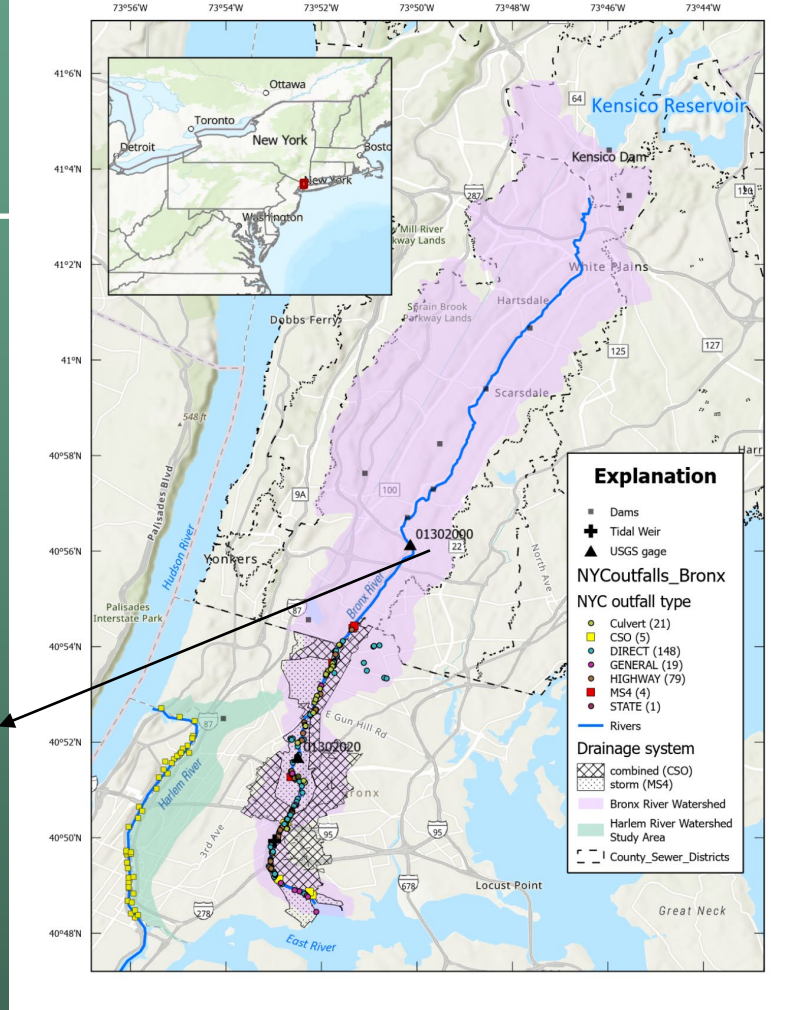 73°56'W 73°54'W 73°52'W 73°50'W 73°48'W 73°46'W 73°44'W
41°6'N
41°4'N
41°2'N
41°N
40°58'N
40°56'N
40°54'N
40°52'N
40°50'N
40°48'N
Ottawa
Toronto
Detroit
New York
Bosto
New York
Washington
64
Kensico Reservoir
Kensico Dam
287
120
Mill River
kway Lands
White Plains
Hartsdale
Sprain Brook
Parkway Lands
Dobbs Ferry
125
127
Scarsdale
548 ft
Palisades Blvd
Hudson River
9A
100
Harr
01302000
22
Yonkers
North Ave
Bronx River
87
Palisades
Interstate Park
E Gun Hill Rd
87
01302020
Harlem River
Bronx
3rd Ave
95
95
678
278
Locust Point
Great Neck
East River
Explanation
Dams
Tidal Weir
USGS gage
NYCoutfalls_Bronx
NYC outfall type
Culvert (21)
CSO (5)
DIRECT (148)
GENERAL (19)
HIGHWAY (79)
MS4 (4)
STATE (1)
Rivers
Drainage system
combined (CSO)
storm (MS4)
Bronx River Watershed
Harlem River Watershed
Study Area
County_Sewer_Districts